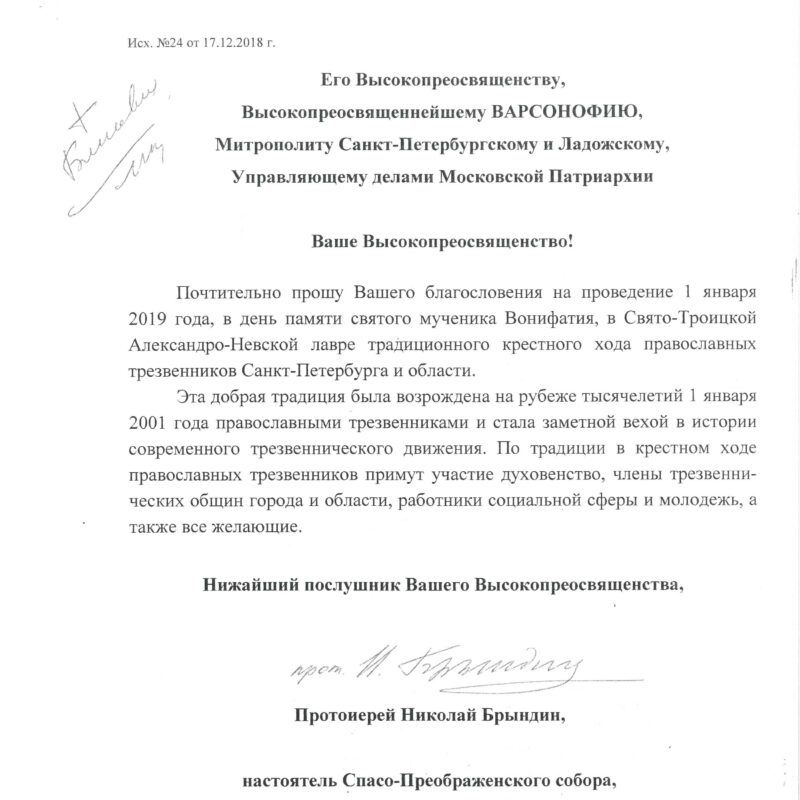 Исх. №24 от 17.12.2018 г.
Его Высокопреосвященству,
Высокопреосвященнейшему ВАРСОНОФИЮ,
Митрополиту Санкт-Петербургскому и Ладожскому,
Управляющему делами Московской Патриархии
Ваше Высокопреосвященство!
Почтительно прошу Вашего благословения на проведение 1 января
2019 года, в день памяти святого мученика Вонифатия, в Свято-Троицкой
Александро-Невской лавре традиционного крестного хода православных
трезвенников Санкт-Петербурга и области.
Эта добрая традиция была возрождена на рубеже тысячелетий 1 января
2001 года православными трезвенниками и стала заметной вехой в истории
современного трезвеннического движения. По традиции в крестном ходе
православных трезвенников примут участие духовенство, члены трезвенни-
ческих общин города и области, работники социальной сферы и молодежь, а
также все желающие.
Нижайший послушник Вашего Высокопреосвященства,
прот. Н. Брындин
Протоиерей Николай Брындин,
настоятель Спасо-Преображенского собора,